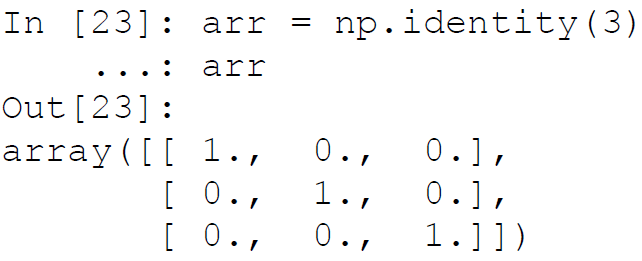 In [23]: arr = np.identity(3)
    ...: arr
Out[23]:
array([[ 1.,  0.,  0.],
       [ 0.,  1.,  0.],
       [ 0.,  0.,  1.]])